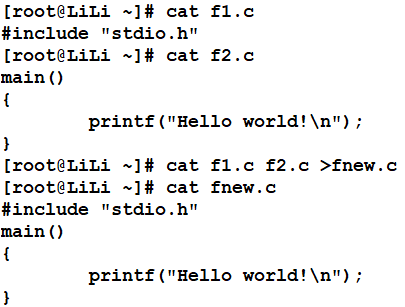 [root@LiLi ~]# cat f1.c
#include "stdio.h"
[root@LiLi ~]# cat f2.c
main()
{
        printf("Hello world!\n");
}
[root@LiLi ~]# cat f1.c f2.c >fnew.c
[root@LiLi ~]# cat fnew.c
#include "stdio.h"
main()
{
        printf("Hello world!\n");
}